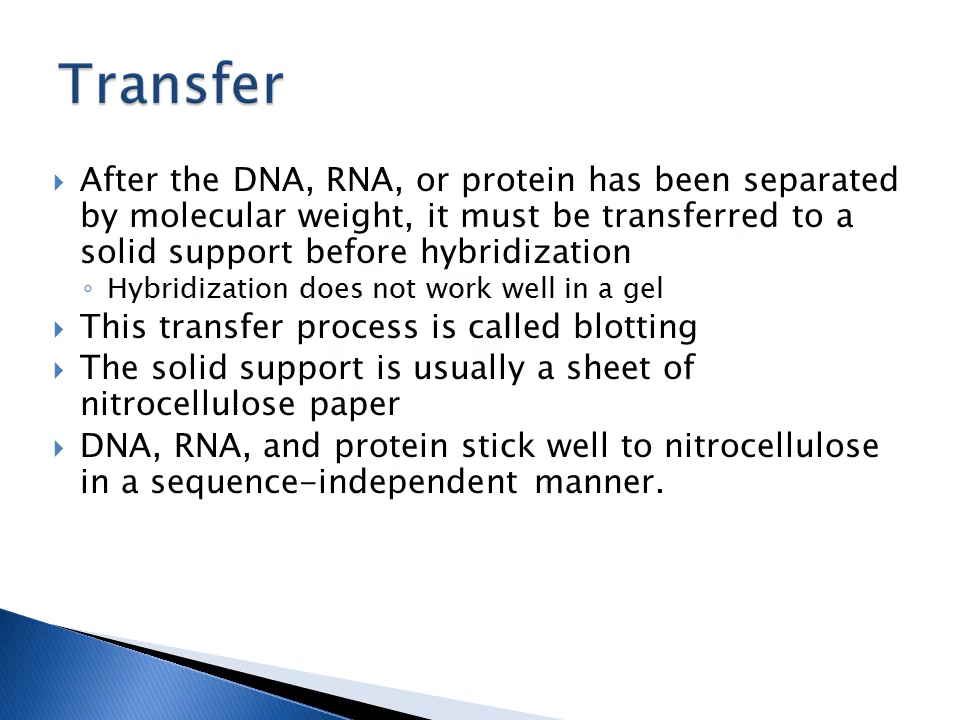 Transfer
After the DNA, RNA, or protein has been separated
by molecular weight, it must be transferred to a
solid support before hybridization
Hybridization does not work well in a gel
This transfer process is called blotting
The solid support is usually a sheet of
nitrocellulose paper
DNA, RNA, and protein stick well to nitrocellulose
in a sequence-independent manner.